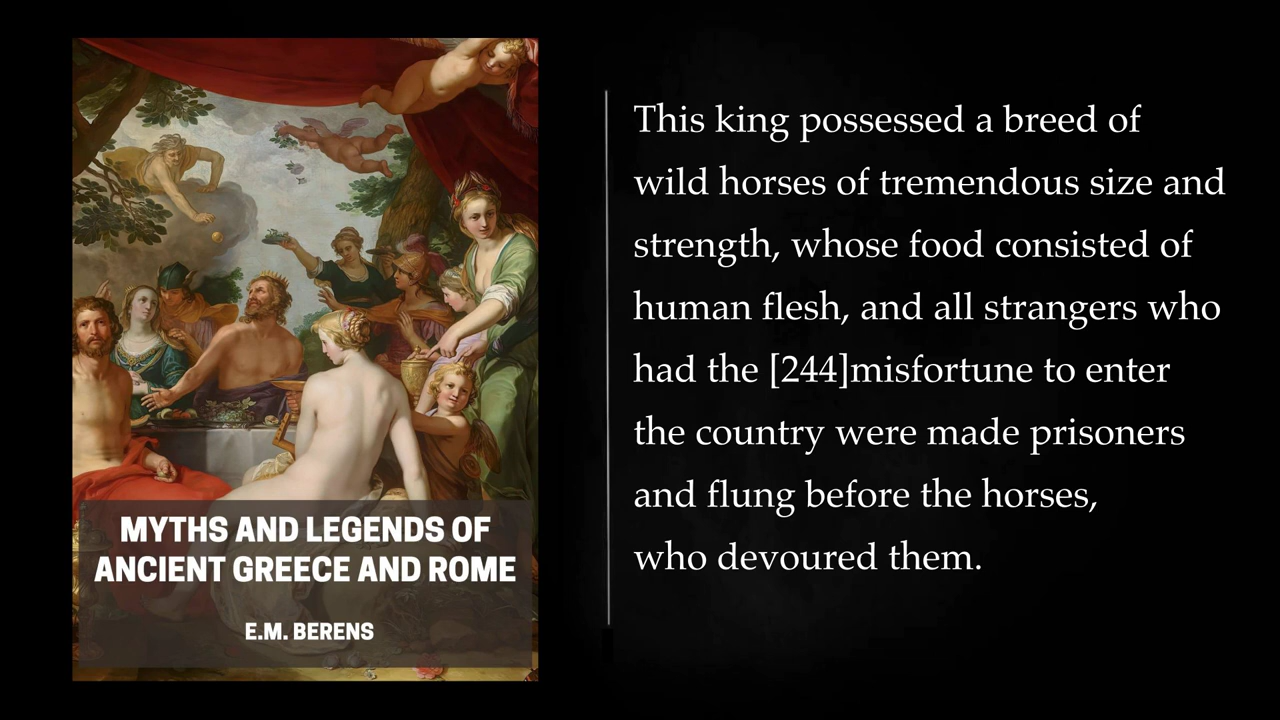 MYTHS AND LEGENDS OF
ANCIENT GREECE AND ROME
E.M. BERENS
This king possessed a breed of
wild horses of tremendous size and
strength, whose food consisted of
human flesh, and all strangers who
had the [244]misfortune to enter
the country were made prisoners
and flung before the horses,
who devoured them.